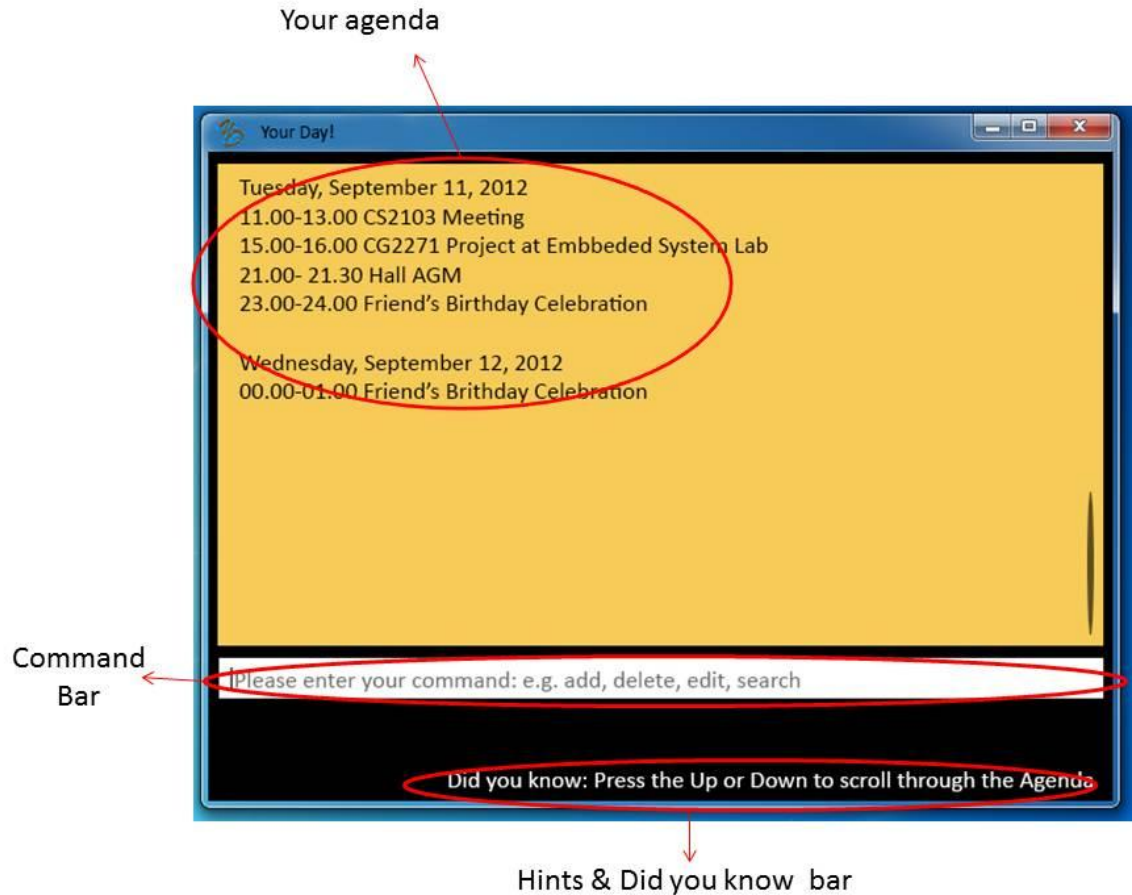 Your agenda
Your Day!
Tuesday, September 11, 2012
11.00-13.00 CS2103 Meeting
15.00-16.00 CG2271 Project at Embbeded System Lab
21.00- 21.30 Hall AGM
23.00-24.00 Friend's Birthday Celebration
Wednesday, September 12, 2012
00.00-01.00 Friend's Brithday Celebration
Command
Bar
Please enter your command: e.g. add, delete, edit, search
Did you know: Press the Up or Down to scroll through the Agenda
Hints & Did you know bar